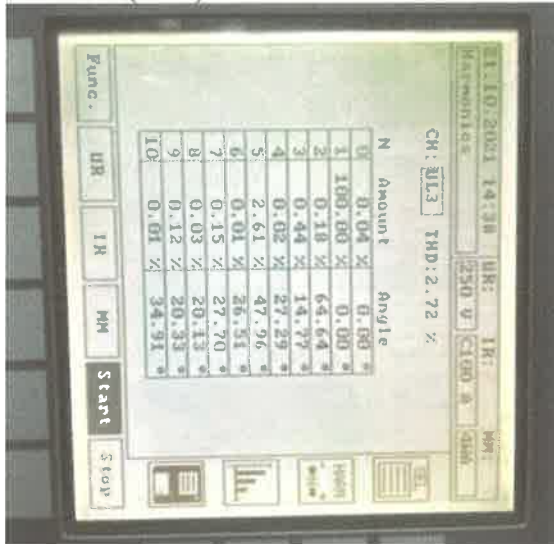 21.10.2021 14:38 UR: IR: MM:
Harmonics 250 V C100 A 4WN
CH: UL3 THD:2.72 %
N Amount Angle
0 0.04 % 0.00 °
1 100.00 % 0.00 °
2 0.18 % 64.64 °
3 0.44 % 14.77 °
4 0.02 % 27.29 °
5 2.61 % 47.96 °
6 0.01 % 26.51 °
7 0.15 % 27.70 °
8 0.03 % 20.13 °
9 0.12 % 20.33 °
10 0.01 % 34.91 °
Func. UR IR MM Start Stop